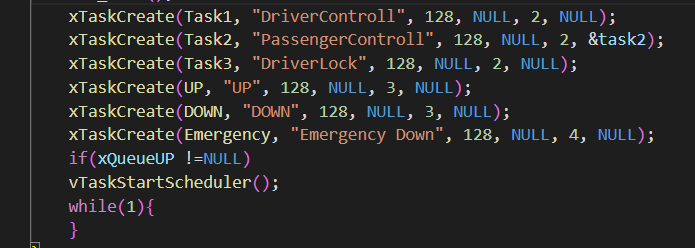 xTaskCreate(Task1, "DriverControll", 128, NULL, 2, NULL);
xTaskCreate(Task2, "PassengerControll", 128, NULL, 2, &task2);
xTaskCreate(Task3, "DriverLock", 128, NULL, 2, NULL);
xTaskCreate(UP, "UP", 128, NULL, 3, NULL);
xTaskCreate(DOWN, "DOWN", 128, NULL, 3, NULL);
xTaskCreate(Emergency, "Emergency Down", 128, NULL, 4, NULL);
if(xQueueUP !=NULL)
vTaskStartScheduler();
while(1){
}